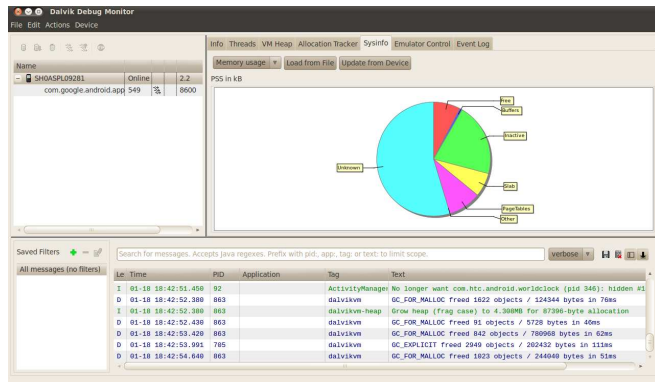 Dalvik Debug Monitor
File Edit Actions Device
Info Threads VM Heap Allocation Tracker Sysinfo Emulator Control Event Log
Memory usage Load from File Update from Device
PSS in kB
Name
SH0ASPL09281 Online 2.2
com.google.android.app 549 8600
Free
Buffers
Inactive
Unknown
Slab
PageTables
Other
Saved Filters
Search for messages. Accepts Java regexes. Prefix with pid:, app:, tag: or text: to limit scope.
verbose
All messages (no filters)
Le Time PID Application Tag Text
I 01-18 18:42:51.450 92 ActivityManager No longer want com.htc.android.worldclock (pid 346): hidden #1
D 01-18 18:42:52.380 863 dalvikvm GC_FOR_MALLOC freed 1622 objects / 124344 bytes in 76ms
I 01-18 18:42:52.380 863 dalvikvm-heap Grow heap (frag case) to 4.300MB for 87396-byte allocation
D 01-18 18:42:52.430 863 dalvikvm GC_FOR_MALLOC freed 91 objects / 5728 bytes in 46ms
D 01-18 18:42:53.420 863 dalvikvm GC_FOR_MALLOC freed 842 objects / 780968 bytes in 62ms
D 01-18 18:42:53.991 705 dalvikvm GC_EXPLICIT freed 2949 objects / 202432 bytes in 111ms
D 01-18 18:42:54.640 863 dalvikvm GC_FOR_MALLOC freed 1023 objects / 244040 bytes in 51ms